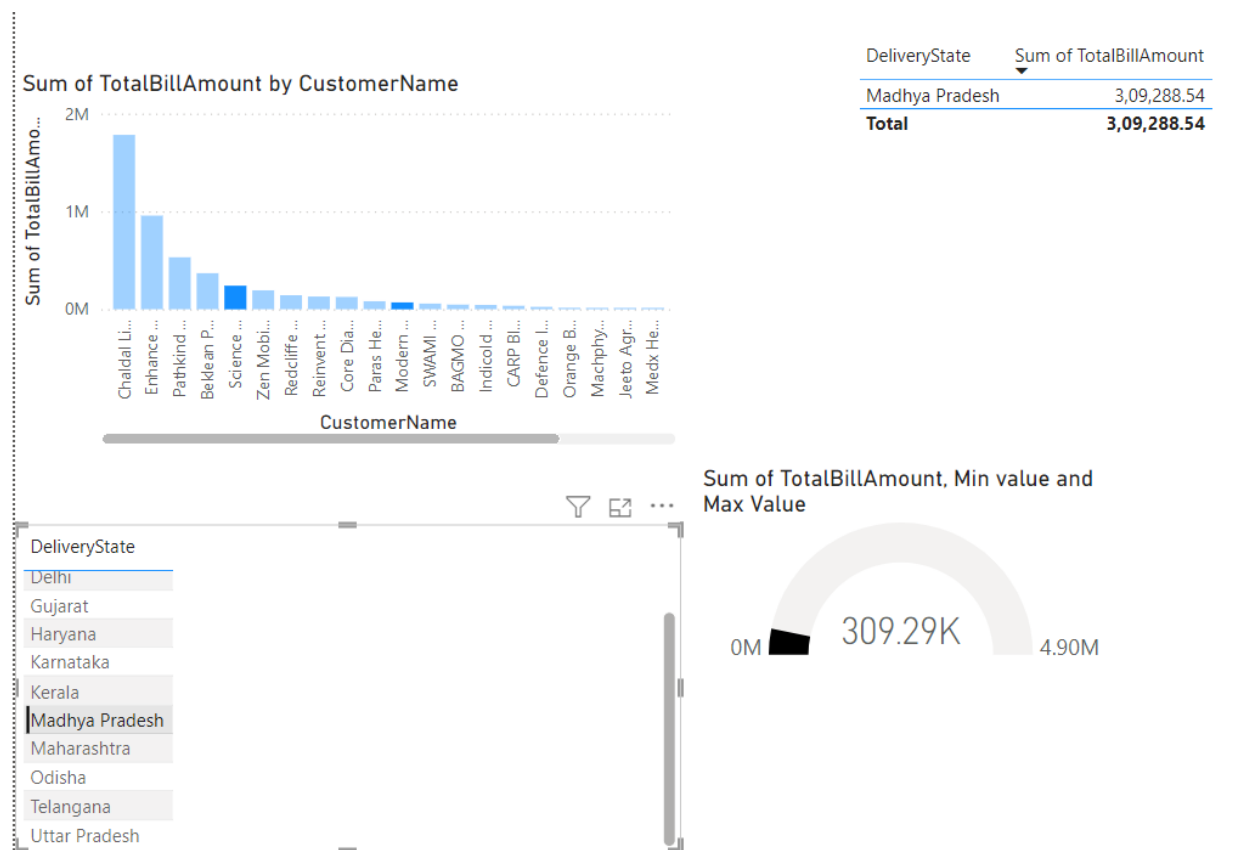 Sum of TotalBillAmount by CustomerName
Sum of TotalBillAmo...
2M
1M
0M
Chaldal Li...
Enhance ...
Pathkind ...
Beklean P...
Science ...
Zen Mobi...
Redcliffe ...
Reinvent ...
Core Dia...
Paras He...
Modern ...
SWAMI ...
BAGMO ...
Indicold ...
CARP BI...
Defence I...
Orange B...
Machphy...
Jeeto Agr...
Medx He...
CustomerName
DeliveryState Sum of TotalBillAmount
Madhya Pradesh 3,09,288.54
Total 3,09,288.54
DeliveryState
Delhi
Gujarat
Haryana
Karnataka
Kerala
Madhya Pradesh
Maharashtra
Odisha
Telangana
Uttar Pradesh
Sum of TotalBillAmount, Min value and
Max Value
309.29K
0M
4.90M